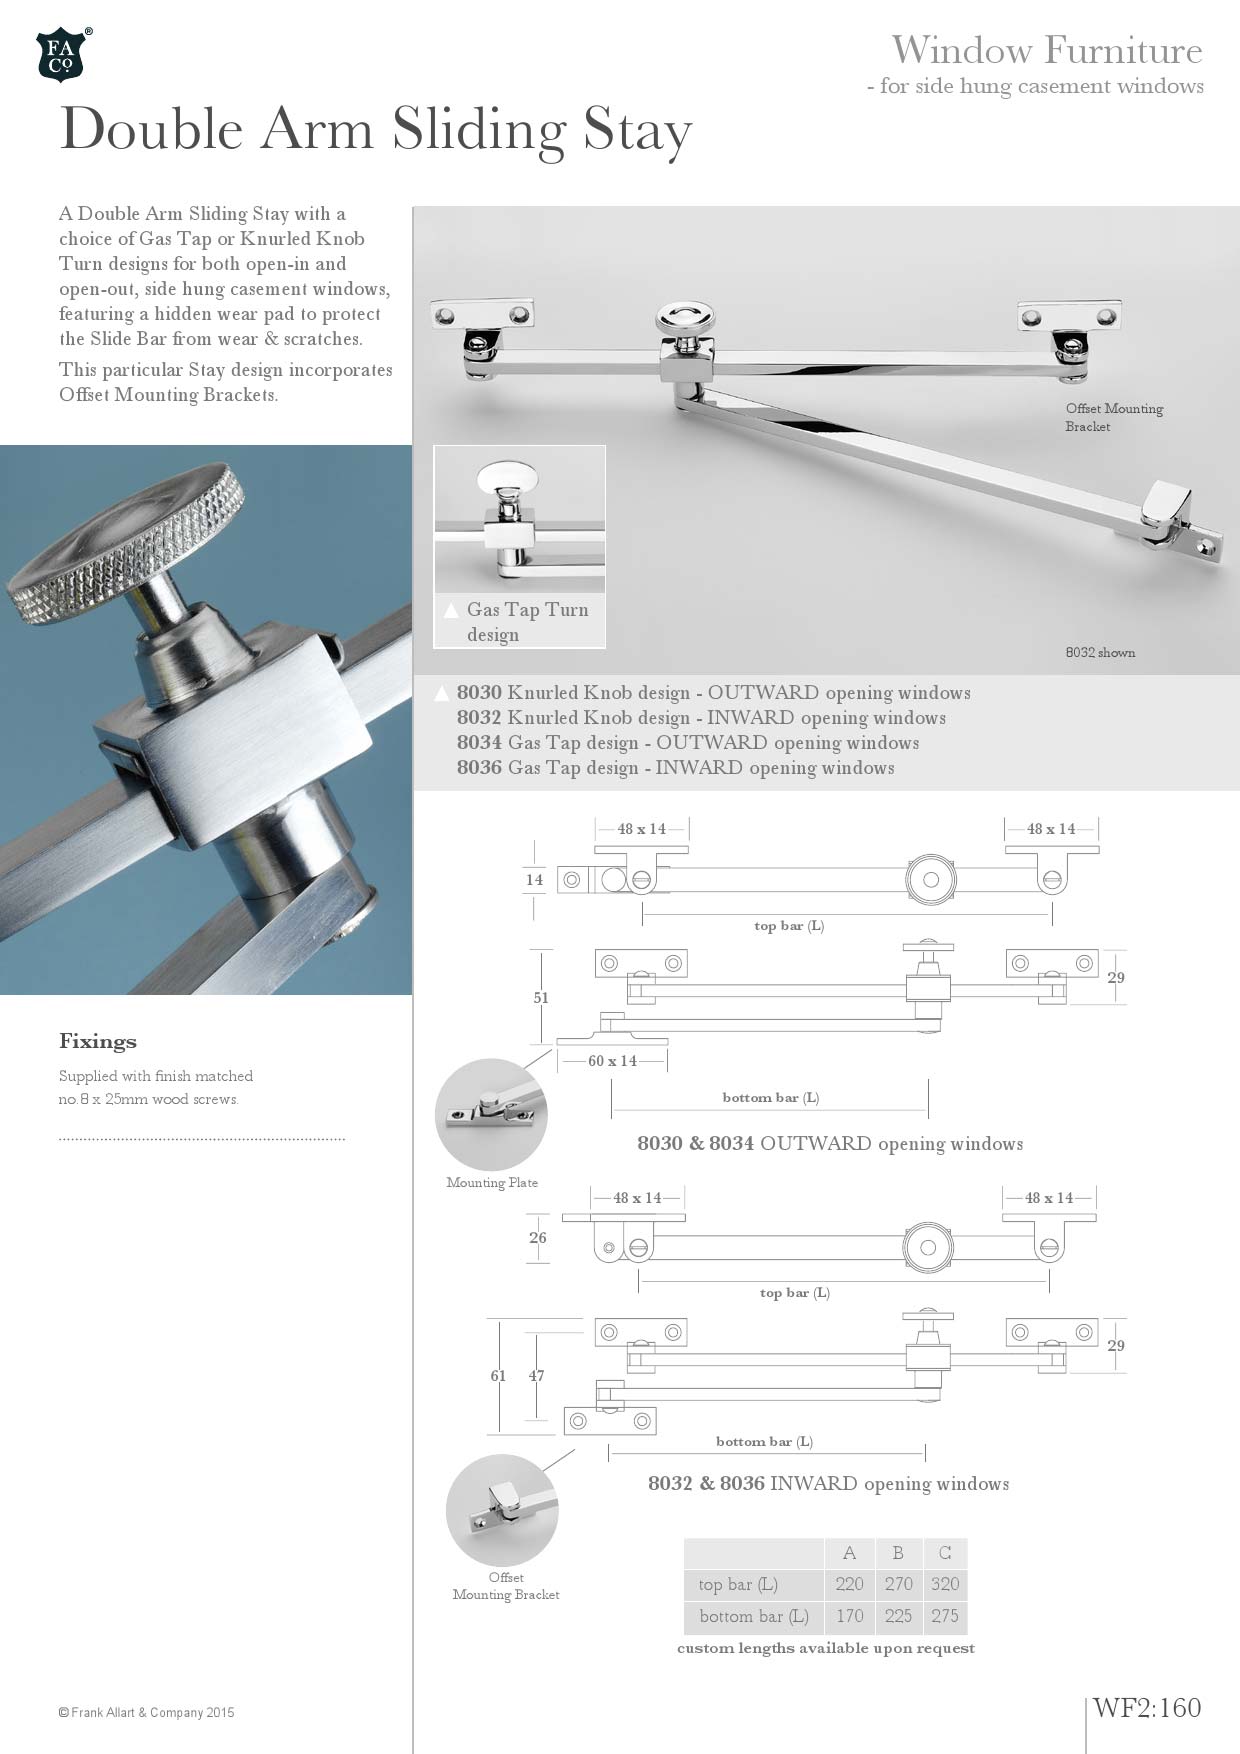 FA
Co.
®
Window Furniture
- for side hung casement windows
Double Arm Sliding Stay
A Double Arm Sliding Stay with a
choice of Gas Tap or Knurled Knob
Turn designs for both open-in and
open-out, side hung casement windows,
featuring a hidden wear pad to protect
the Slide Bar from wear & scratches.
This particular Stay design incorporates
Offset Mounting Brackets.
Offset Mounting
Bracket
Gas Tap Turn
design
8032 shown
8030 Knurled Knob design - OUTWARD opening windows
8032 Knurled Knob design - INWARD opening windows
8034 Gas Tap design - OUTWARD opening windows
8036 Gas Tap design - INWARD opening windows
Fixings
Supplied with finish matched
no.8 x 25mm wood screws.
48 x 14
48 x 14
14
top bar (L)
29
51
60 x 14
bottom bar (L)
8030 & 8034 OUTWARD opening windows
Mounting Plate
48 x 14
48 x 14
26
top bar (L)
29
61
47
bottom bar (L)
8032 & 8036 INWARD opening windows
Offset
Mounting Bracket
A B C
top bar (L) 220 270 320
bottom bar (L) 170 225 275
custom lengths available upon request
© Frank Allart & Company 2015
WF2:160